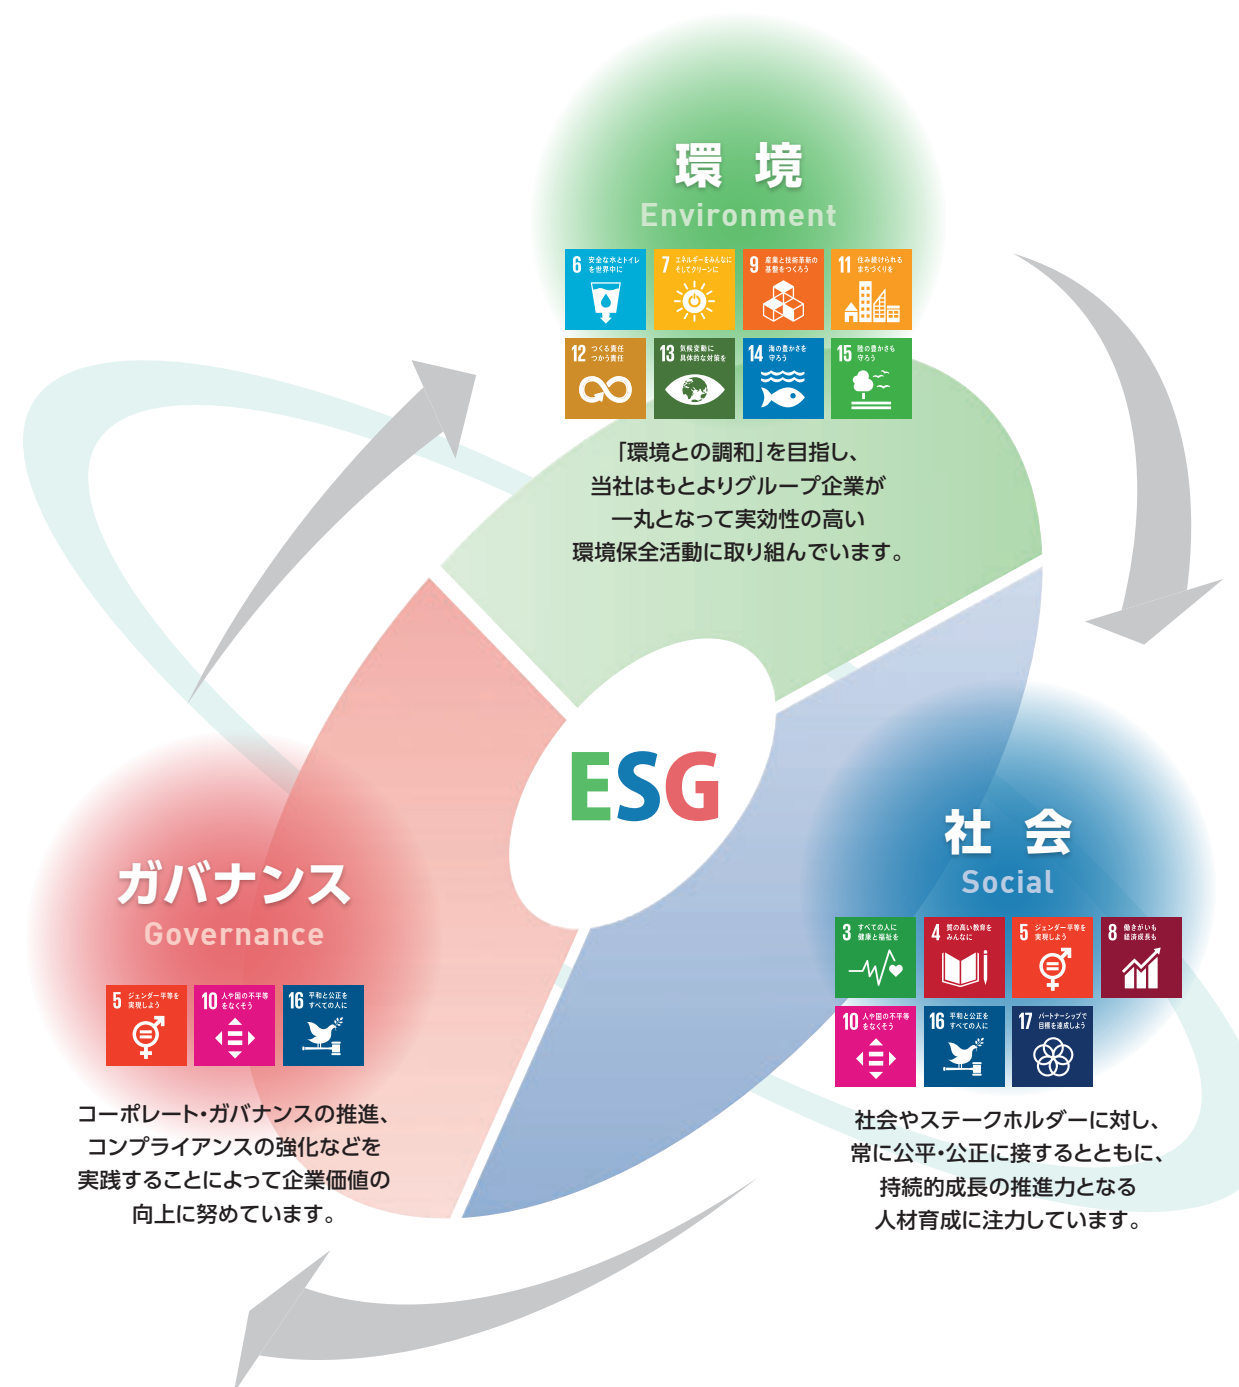 環境
Environment
6 安全な水とトイレ
を世界中に
7 エネルギーをみんなに
そしてクリーンに
9 産業と技術革新の
基盤をつくろう
11 住み続けられる
まちづくりを
12 つくる責任
つかう責任
13 気候変動に
具体的な対策を
14 海の豊かさを
守ろう
15 陸の豊かさも
守ろう
「環境との調和」を目指し、
当社はもとよりグループ企業が
一丸となって実効性の高い
環境保全活動に取り組んでいます。
ESG
社会
Social
3 すべての人に
健康と福祉を
4 質の高い教育を
みんなに
5 ジェンダー平等を
実現しよう
8 働きがいも
経済成長も
10 人や国の不平等
をなくそう
16 平和と公正を
すべての人に
17 パートナーシップで
目標を達成しよう
社会やステークホルダーに対し、
常に公平・公正に接するとともに、
持続的成長の推進力となる
人材育成に注力しています。
ガバナンス
Governance
5 ジェンダー平等を
実現しよう
10 人や国の不平等
をなくそう
16 平和と公正を
すべての人に
コーポレート・ガバナンスの推進、
コンプライアンスの強化などを
実践することによって企業価値の
向上に努めています。